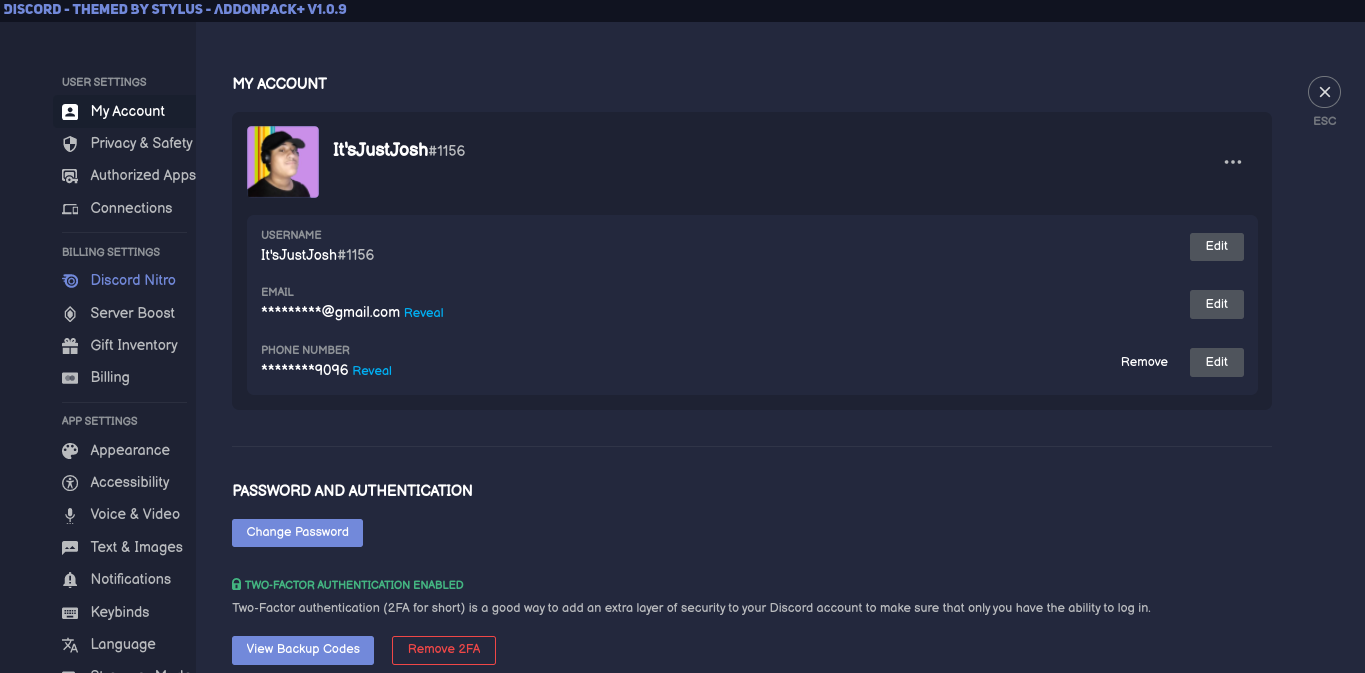 DISCORD - THEMED BY STYLUS - ADDONPACK+ V1.0.9
USER SETTINGS
My Account
Privacy & Safety
Authorized Apps
Connections
BILLING SETTINGS
Discord Nitro
Server Boost
Gift Inventory
Billing
APP SETTINGS
Appearance
Accessibility
Voice & Video
Text & Images
Notifications
Keybinds
Language
MY ACCOUNT
It'sJustJosh#1156
USERNAME
It'sJustJosh#1156
Edit
EMAIL
*********@gmail.com Reveal
Edit
PHONE NUMBER
********9096 Reveal
Remove Edit
PASSWORD AND AUTHENTICATION
Change Password
TWO-FACTOR AUTHENTICATION ENABLED
Two-Factor authentication (2FA for short) is a good way to add an extra layer of security to your Discord account to make sure that only you have the ability to log in.
View Backup Codes Remove 2FA
ESC